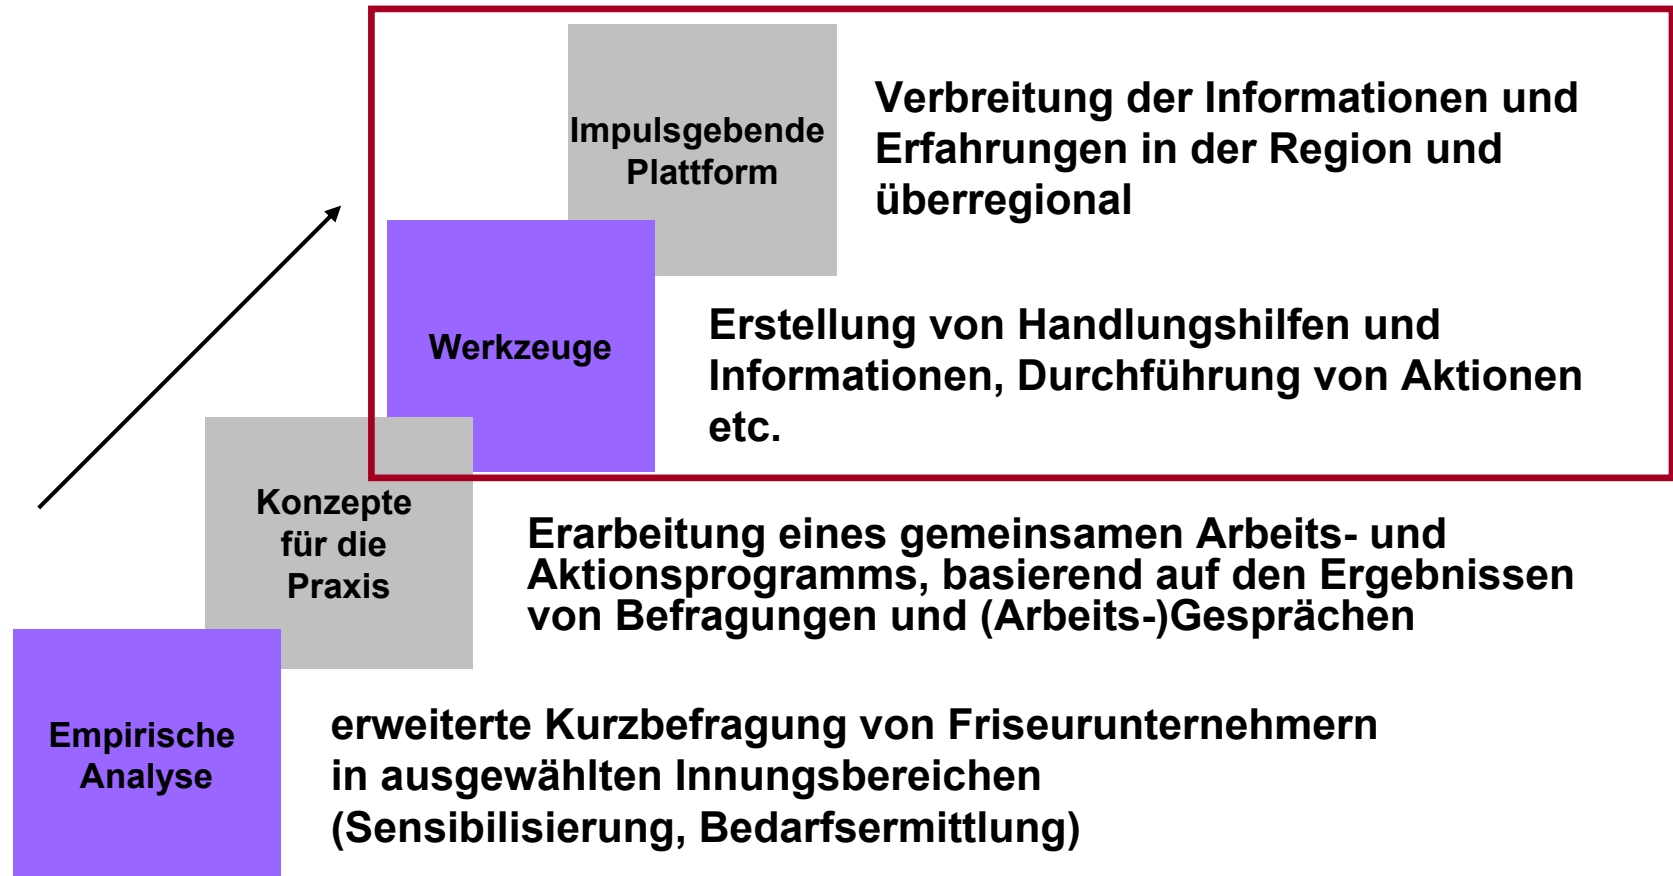 Impulsgebende
Plattform
Verbreitung der Informationen und
Erfahrungen in der Region und
überregional
Werkzeuge
Erstellung von Handlungshilfen und
Informationen, Durchführung von Aktionen
etc.
Konzepte
für die
Praxis
Erarbeitung eines gemeinsamen Arbeits- und
Aktionsprogramms, basierend auf den Ergebnissen
von Befragungen und (Arbeits-)Gesprächen
Empirische
Analyse
erweiterte Kurzbefragung von Friseurunternehmern
in ausgewählten Innungsbereichen
(Sensibilisierung, Bedarfsermittlung)